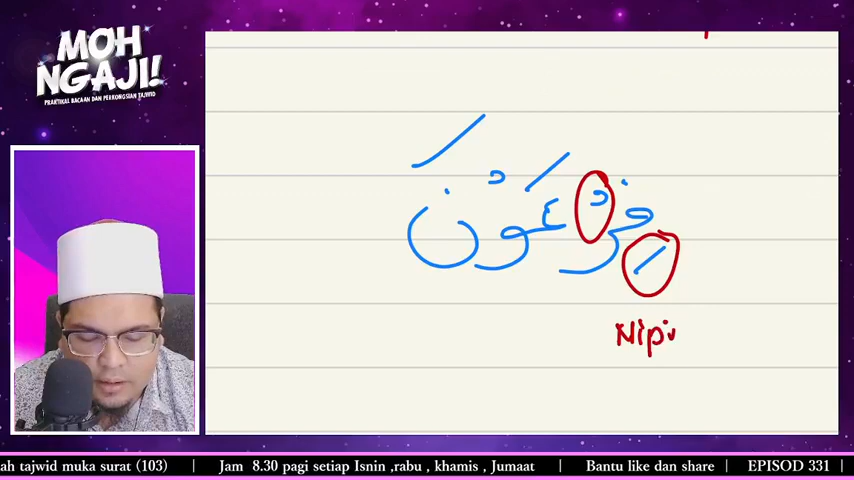 MOH
NGAJI!
PRAKTIKAL BACAAN DAN PERKONGSIAN TAJWID
فِرْعَوْنَ
Nipi
ah tajwid muka surat (103) | Jam 8.30 pagi setiap Isnin ,rabu , khamis , Jumaat | Bantu like dan share | EPISOD 331 |